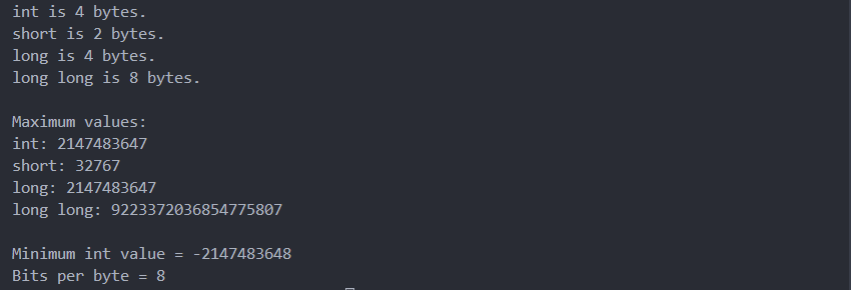 int is 4 bytes.
short is 2 bytes.
long is 4 bytes.
long long is 8 bytes.
Maximum values:
int: 2147483647
short: 32767
long: 2147483647
long long: 9223372036854775807
Minimum int value = -2147483648
Bits per byte = 8